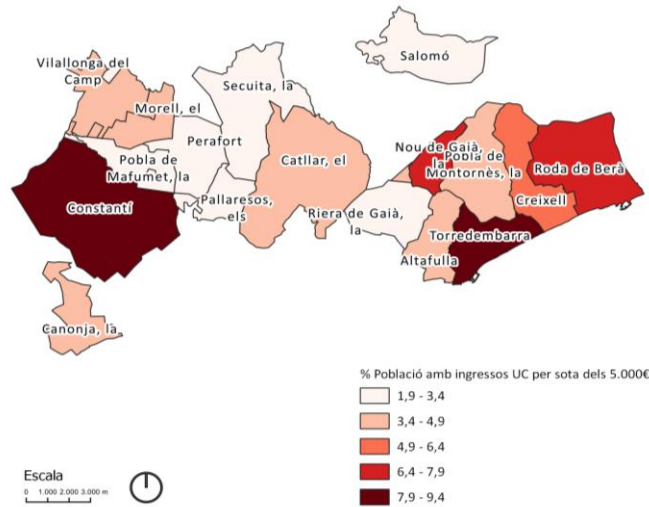 Salomó
Vilallonga del
Camp
Secuita, la
Morell, el
Perafort
Nou de Gaià,
la
Pobla de
Montornès, la
Roda de Berà
Pobla de
Mafumet, la
Catllar, el
Pallaresos,
els
Creixell
Constantí
Riera de Gaià,
la
Torredembarra
Altafulla
Canonja, la
% Població amb ingressos UC per sota dels 5.000€
1,9 - 3,4
3,4 - 4,9
4,9 - 6,4
6,4 - 7,9
7,9 - 9,4
Escala
0 1.000 2.000 3.000 m